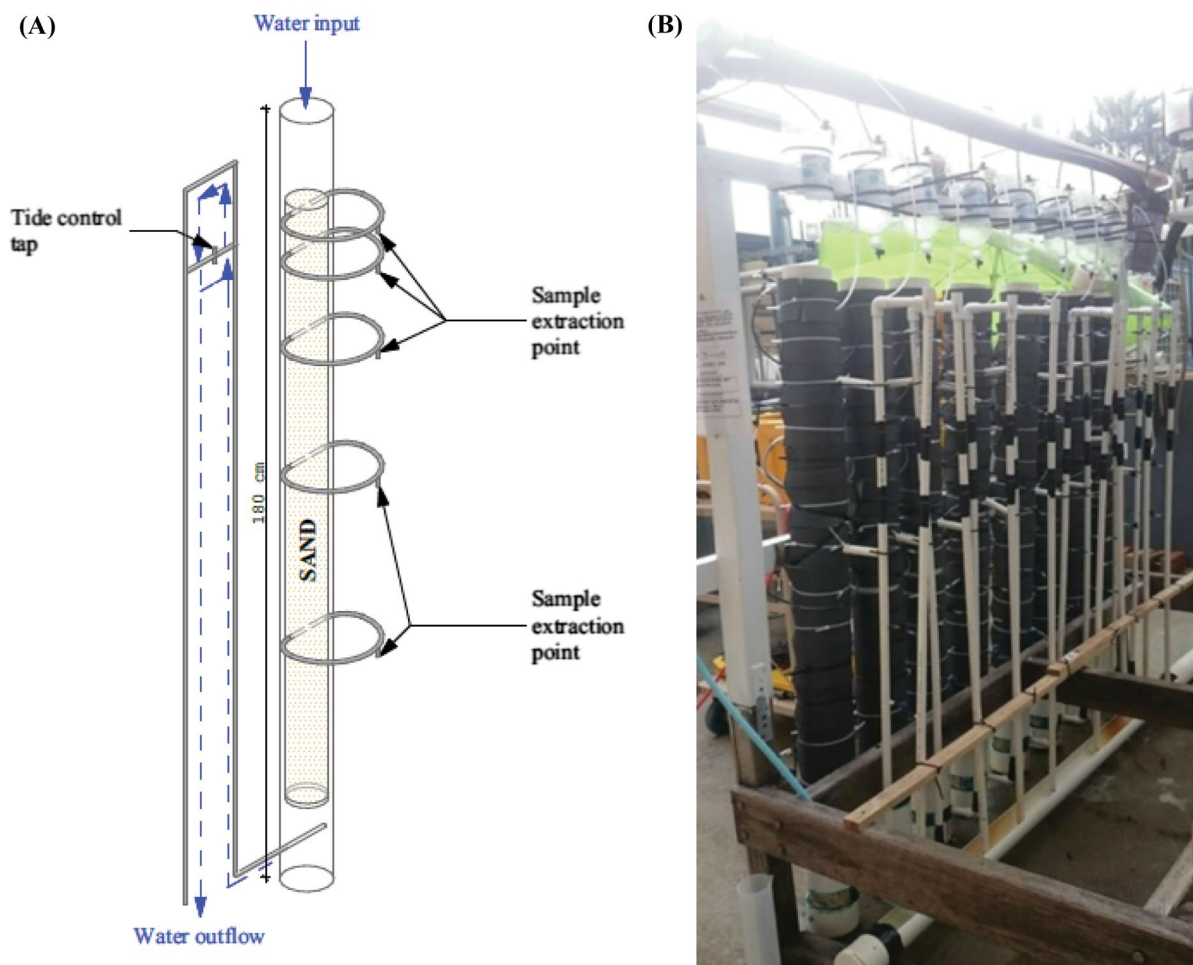 (A)
Water input
(B)
Tide control
tap
Sample
extraction
point
180 cm
SAND
Sample
extraction
point
Water outflow